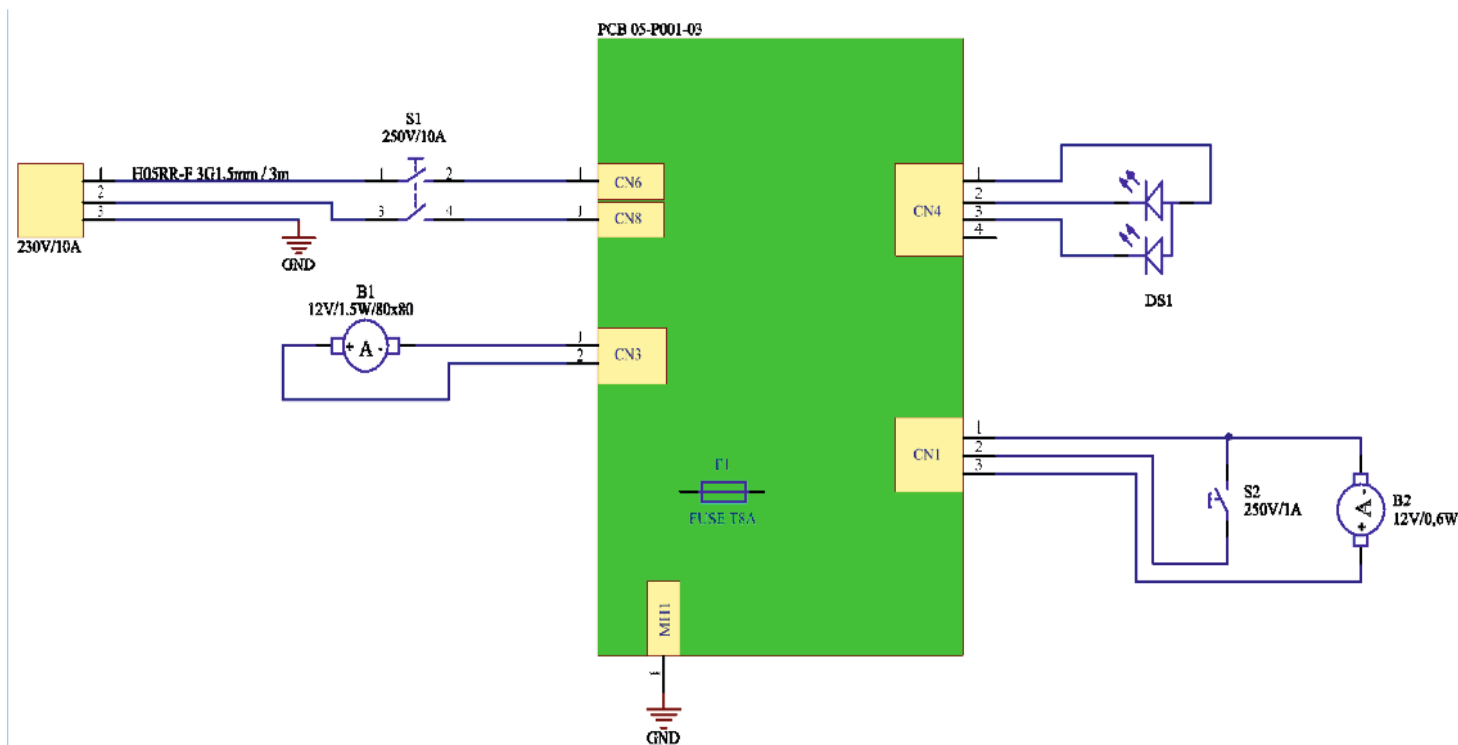 PCB 05-P001-03
S1
250V/10A
1 H05RR-F 3G1.5mm / 3m 1 2 1 CN6
2
3 3 4 1 CN8
230V/10A
GND
CN4
1
2
3
4
DS1
B1
12V/1.5W/80x80
+ A -
1
2
CN3
F1
FUSE T8A
CN1
1
2
3
S2
250V/1A
A -
+
B2
12V/0,6W
MH1
1
GND